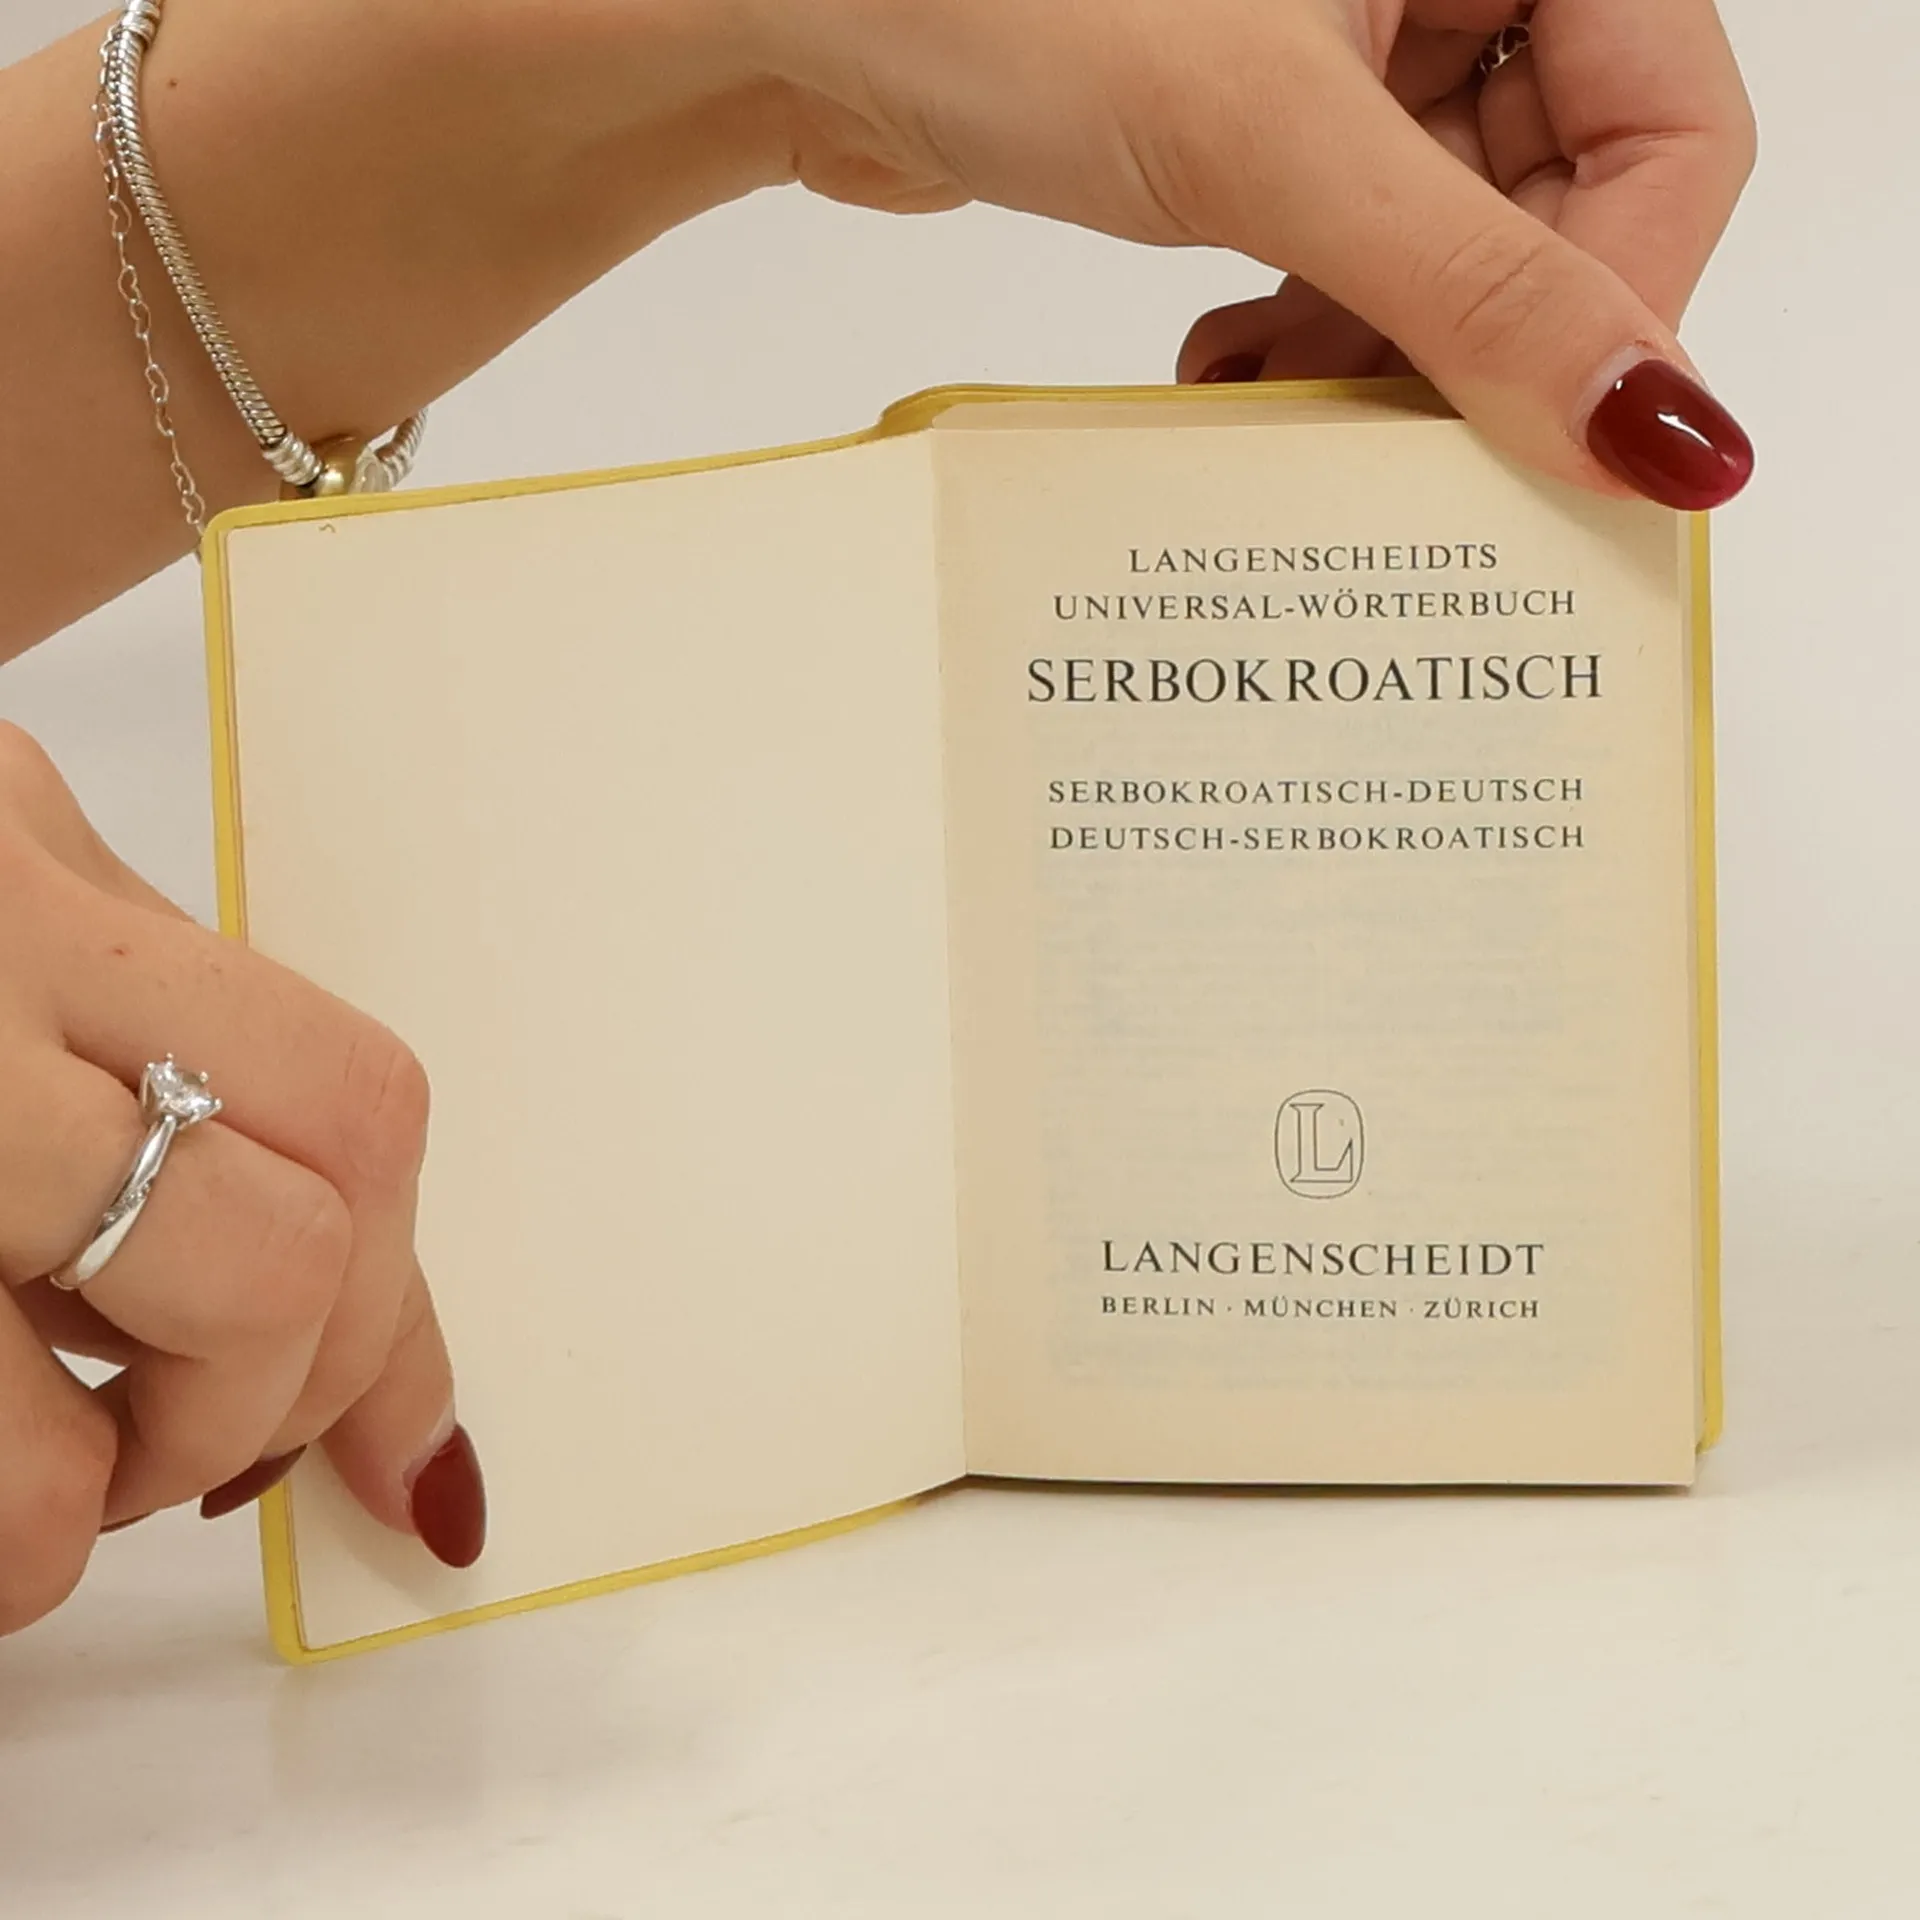 LANGENSCHEIDTS
UNIVERSAL-WÖRTERBUCH
SERBOKROATISCH
SERBOKROATISCH-DEUTSCH
DEUTSCH-SERBOKROATISCH
L
LANGENSCHEIDT
BERLIN · MÜNCHEN · ZÜRICH